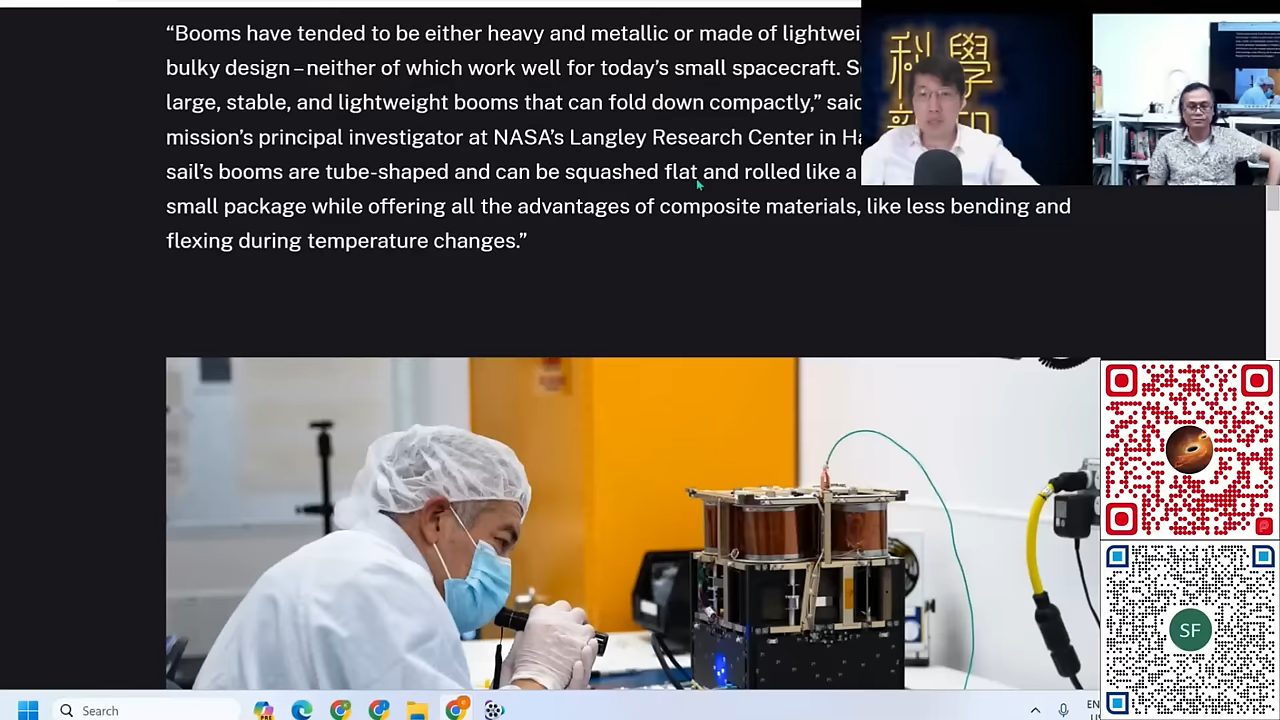 “Booms have tended to be either heavy and metallic or made of
bulky design – neither of which work well for today’s small spacecraft.
large, stable, and lightweight booms that can fold down compactly,” said
mission’s principal investigator at NASA’s Langley Research Center in
sail’s booms are tube-shaped and can be squashed flat and rolled like a
small package while offering all the advantages of composite materials, like less bending and
flexing during temperature changes.”
科學
SF
Search
PRE
EN